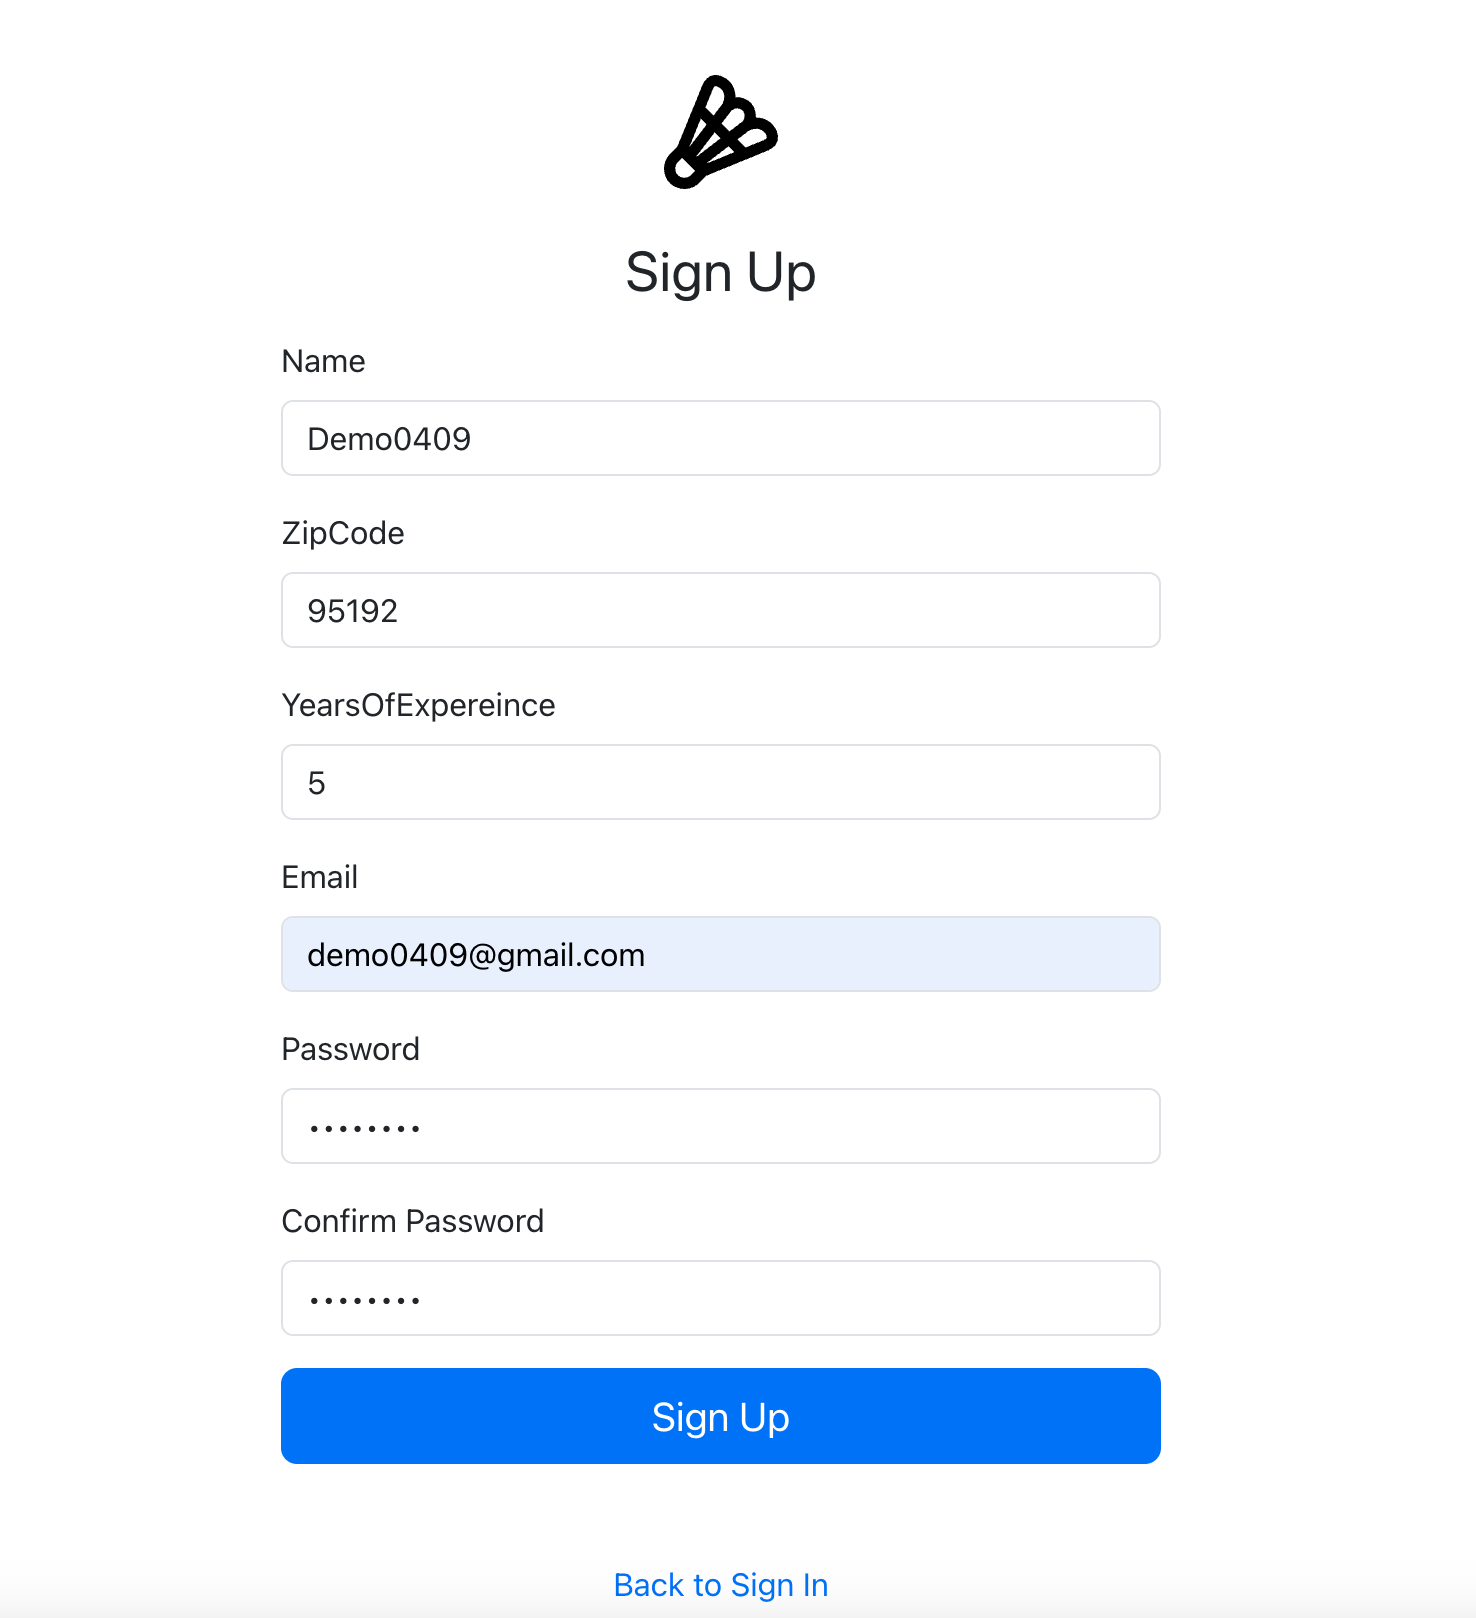 Sign Up
Name
Demo0409
ZipCode
95192
YearsOfExpereince
5
Email
demo0409@gmail.com
Password
••••••••
Confirm Password
••••••••
Sign Up
Back to Sign In